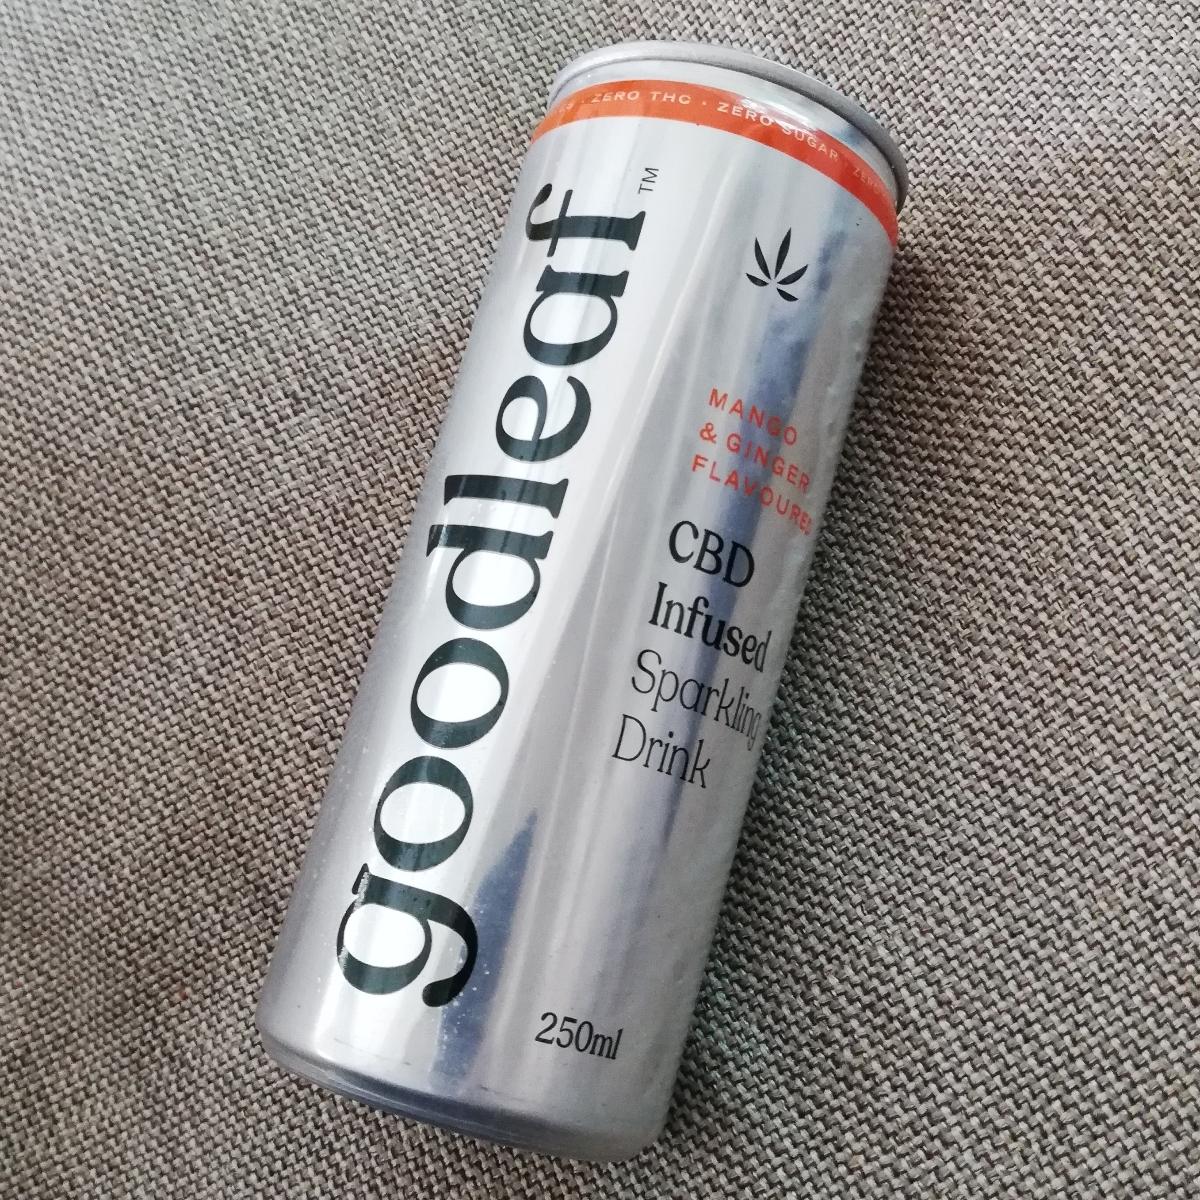 ZERO THC · ZERO SUGAR
goodleaf™
MANGO
& GINGER
FLAVOURED
CBD
Infused
Sparkling
Drink
250ml